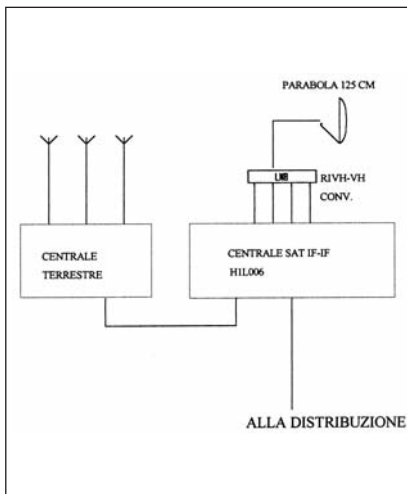 PARABOLA 125 CM
LNB
RIVH-VH
CONV.
CENTRALE
TERRESTRE
CENTRALE SAT IF-IF
H1L006
ALLA DISTRIBUZIONE